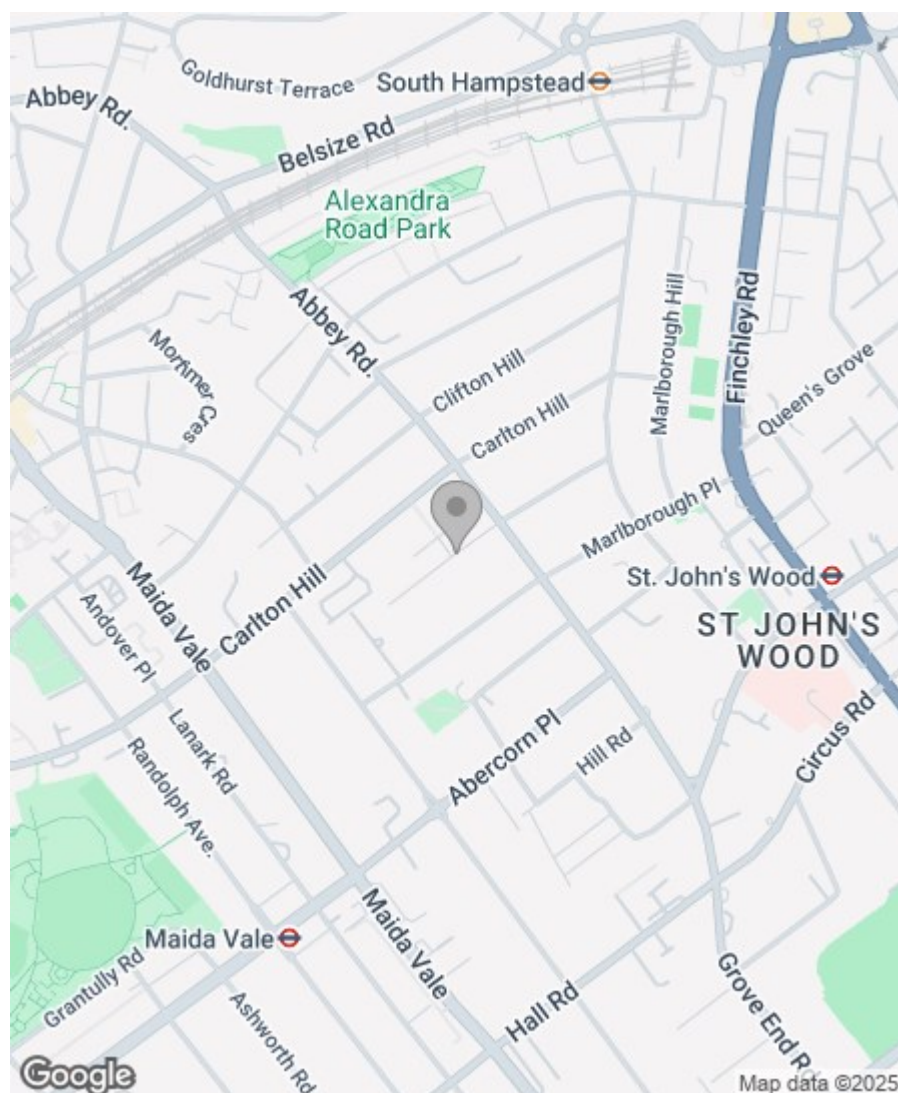 Goldhurst Terrace
South Hampstead
Abbey Rd.
Belsize Rd
Alexandra
Road Park
Abbey Rd.
Marlborough Hill
Finchley Rd
Mortimer Cres
Clifton Hill
Carlton Hill
Queen's Grove
Marlborough Pl
St. John's Wood
ST JOHN'S
WOOD
Maida Vale
Andover Pl
Carlton Hill
Lanark Rd
Randolph Ave.
Abercorn Pl
Hill Rd
Circus Rd
Maida Vale
Maida Vale
Grantully Rd
Ashworth Rd
Hall Rd
Grove End Rd
Google
Map data ©2025